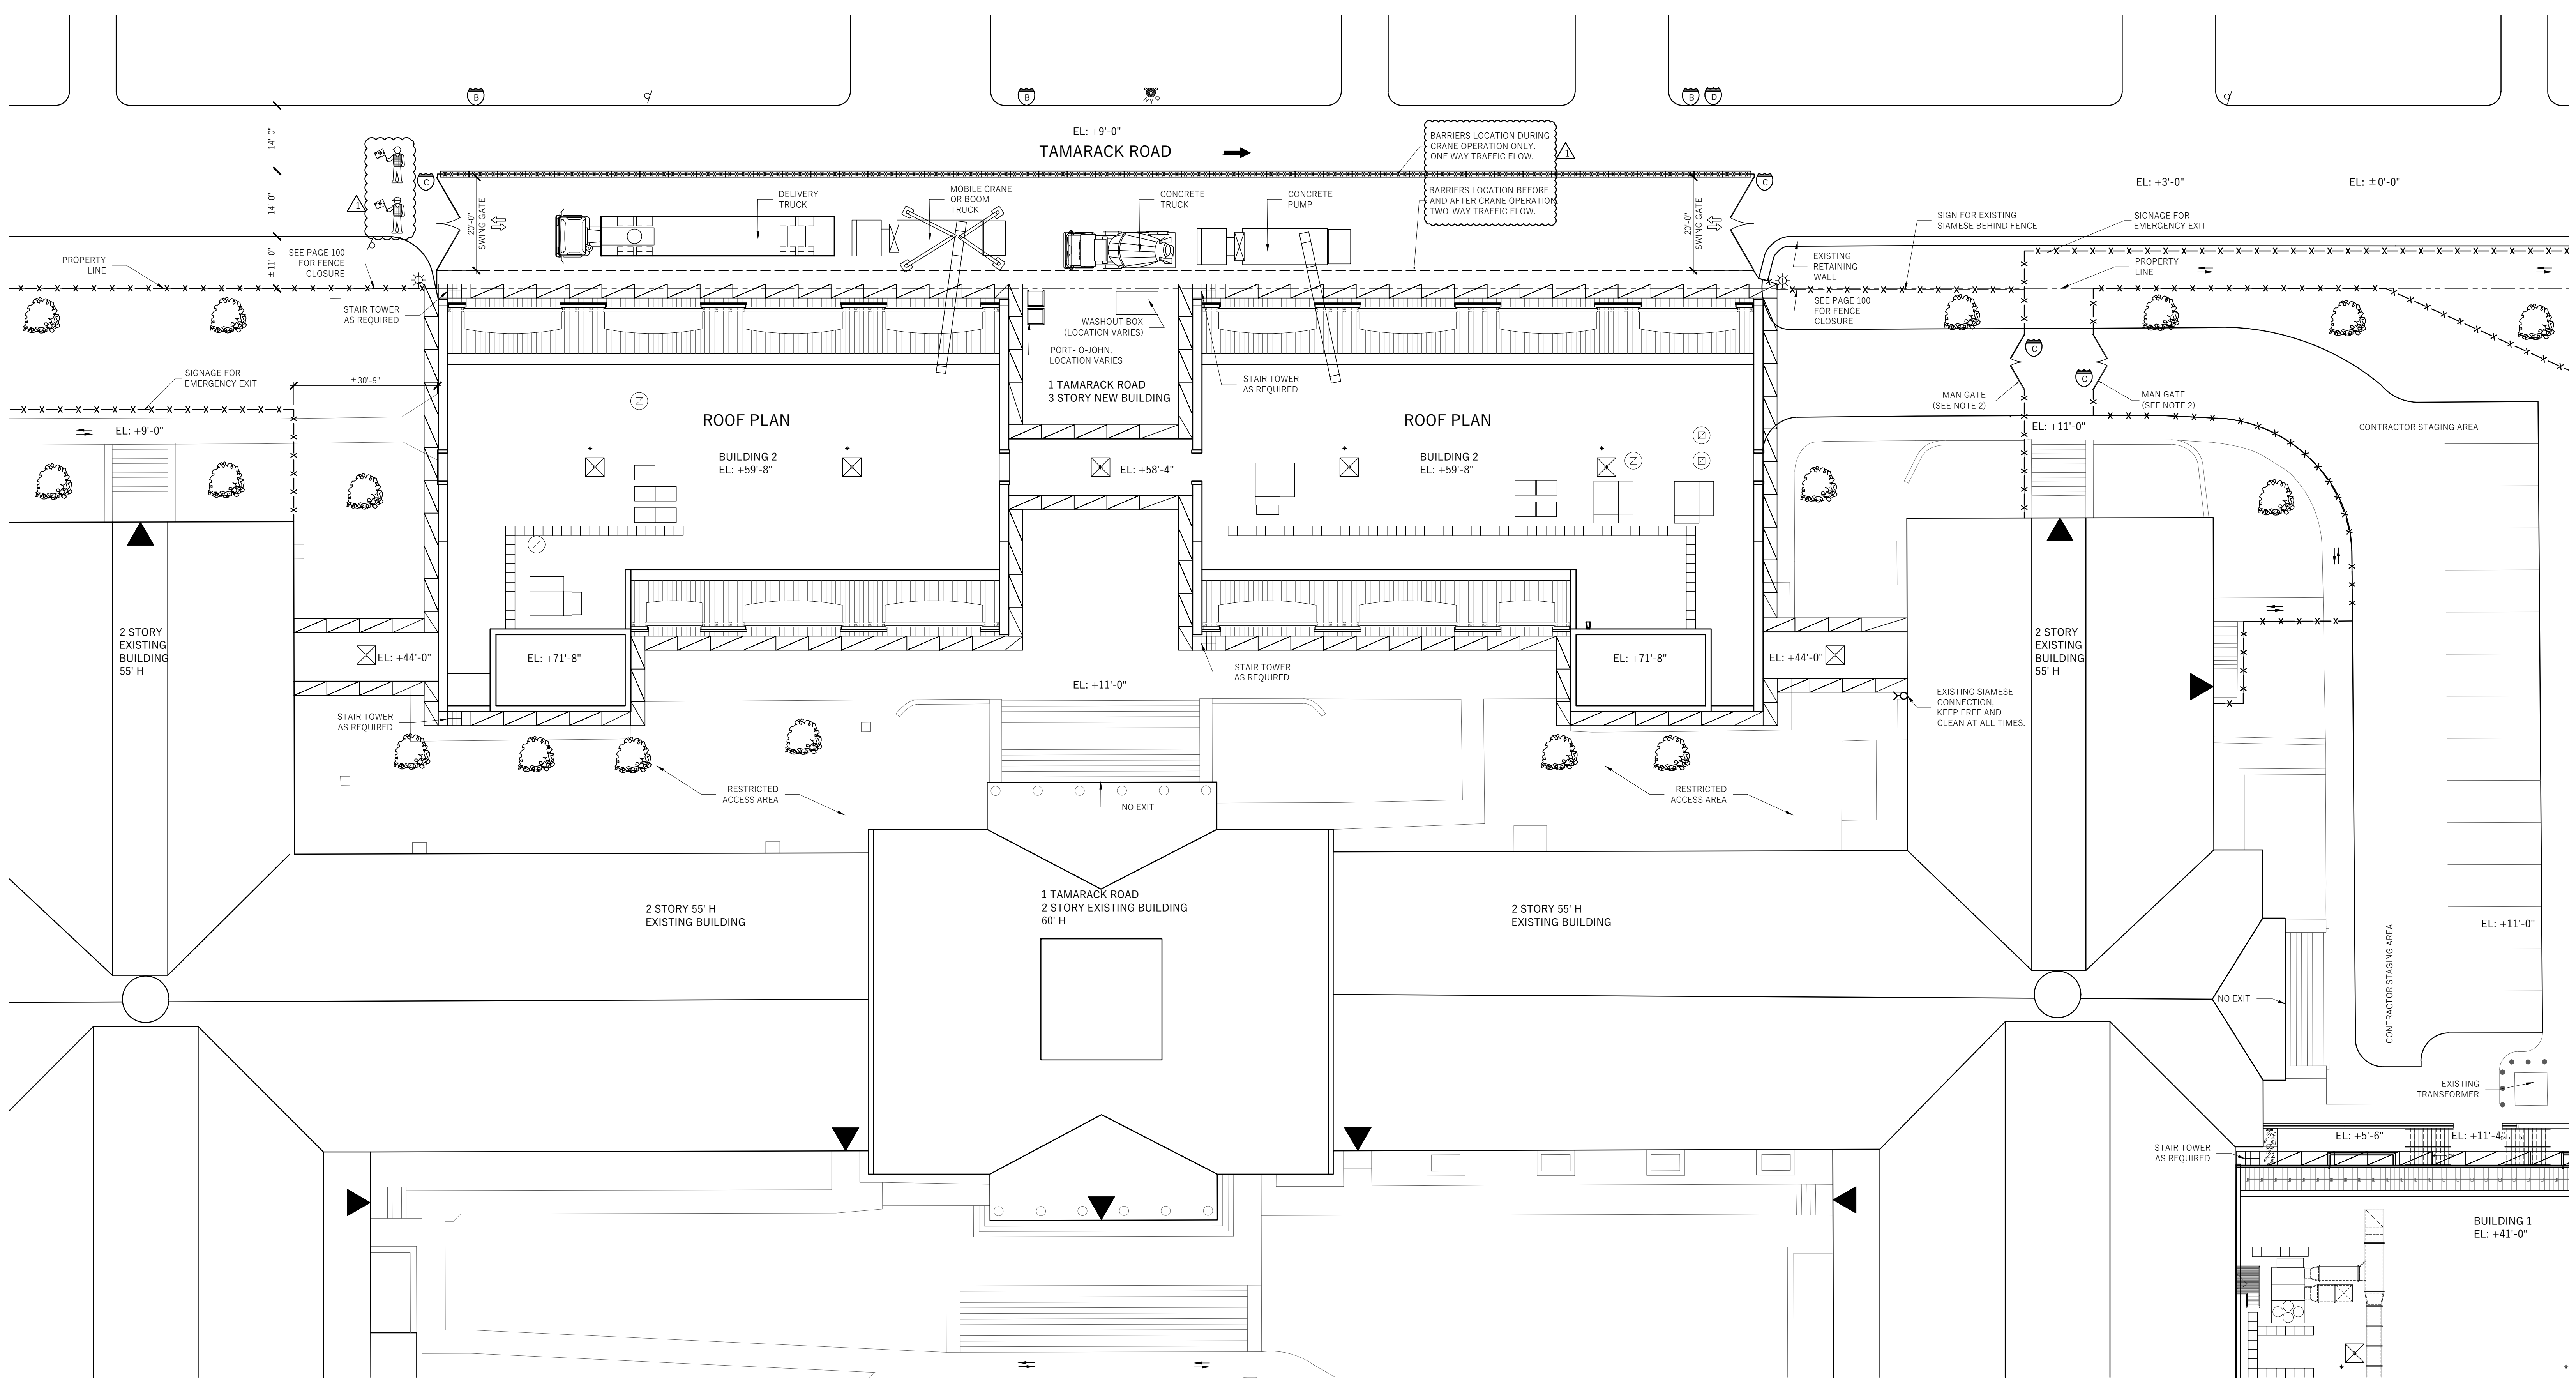 B
B
HYD
B
D
14'-0"
14'-0"
±11'-0"
1
C
EL: +9'-0"
TAMARACK ROAD
BARRIERS LOCATION DURING
CRANE OPERATION ONLY.
ONE WAY TRAFFIC FLOW.
1
BARRIERS LOCATION BEFORE
AND AFTER CRANE OPERATION
TWO-WAY TRAFFIC FLOW.
20'-0"
SWING GATE
DELIVERY
TRUCK
MOBILE CRANE
OR BOOM
TRUCK
CONCRETE
TRUCK
CONCRETE
PUMP
20'-0"
SWING GATE
C
EL: +3'-0"
EL: ±0'-0"
SIGN FOR EXISTING
SIAMESE BEHIND FENCE
SIGNAGE FOR
EMERGENCY EXIT
PROPERTY
LINE
SEE PAGE 100
FOR FENCE
CLOSURE
EXISTING
RETAINING
WALL
PROPERTY
LINE
SEE PAGE 100
FOR FENCE
CLOSURE
STAIR TOWER
AS REQUIRED
WASHOUT BOX
(LOCATION VARIES)
PORT- O-JOHN,
LOCATION VARIES
1 TAMARACK ROAD
3 STORY NEW BUILDING
STAIR TOWER
AS REQUIRED
SIGNAGE FOR
EMERGENCY EXIT
±30'-9"
C
C
MAN GATE
(SEE NOTE 2)
MAN GATE
(SEE NOTE 2)
EL: +9'-0"
ROOF PLAN
ROOF PLAN
EL: +11'-0"
CONTRACTOR STAGING AREA
BUILDING 2
EL: +59'-8"
EL: +58'-4"
BUILDING 2
EL: +59'-8"
2 STORY
EXISTING
BUILDING
55' H
EL: +44'-0"
EL: +71'-8"
EL: +71'-8"
EL: +44'-0"
2 STORY
EXISTING
BUILDING
55' H
STAIR TOWER
AS REQUIRED
EL: +11'-0"
STAIR TOWER
AS REQUIRED
EXISTING SIAMESE
CONNECTION,
KEEP FREE AND
CLEAN AT ALL TIMES.
RESTRICTED
ACCESS AREA
NO EXIT
RESTRICTED
ACCESS AREA
2 STORY 55' H
EXISTING BUILDING
1 TAMARACK ROAD
2 STORY EXISTING BUILDING
60' H
2 STORY 55' H
EXISTING BUILDING
EL: +11'-0"
CONTRACTOR STAGING AREA
NO EXIT
EXISTING
TRANSFORMER
STAIR TOWER
AS REQUIRED
EL: +5'-6"
EL: +11'-4"
BUILDING 1
EL: +41'-0"